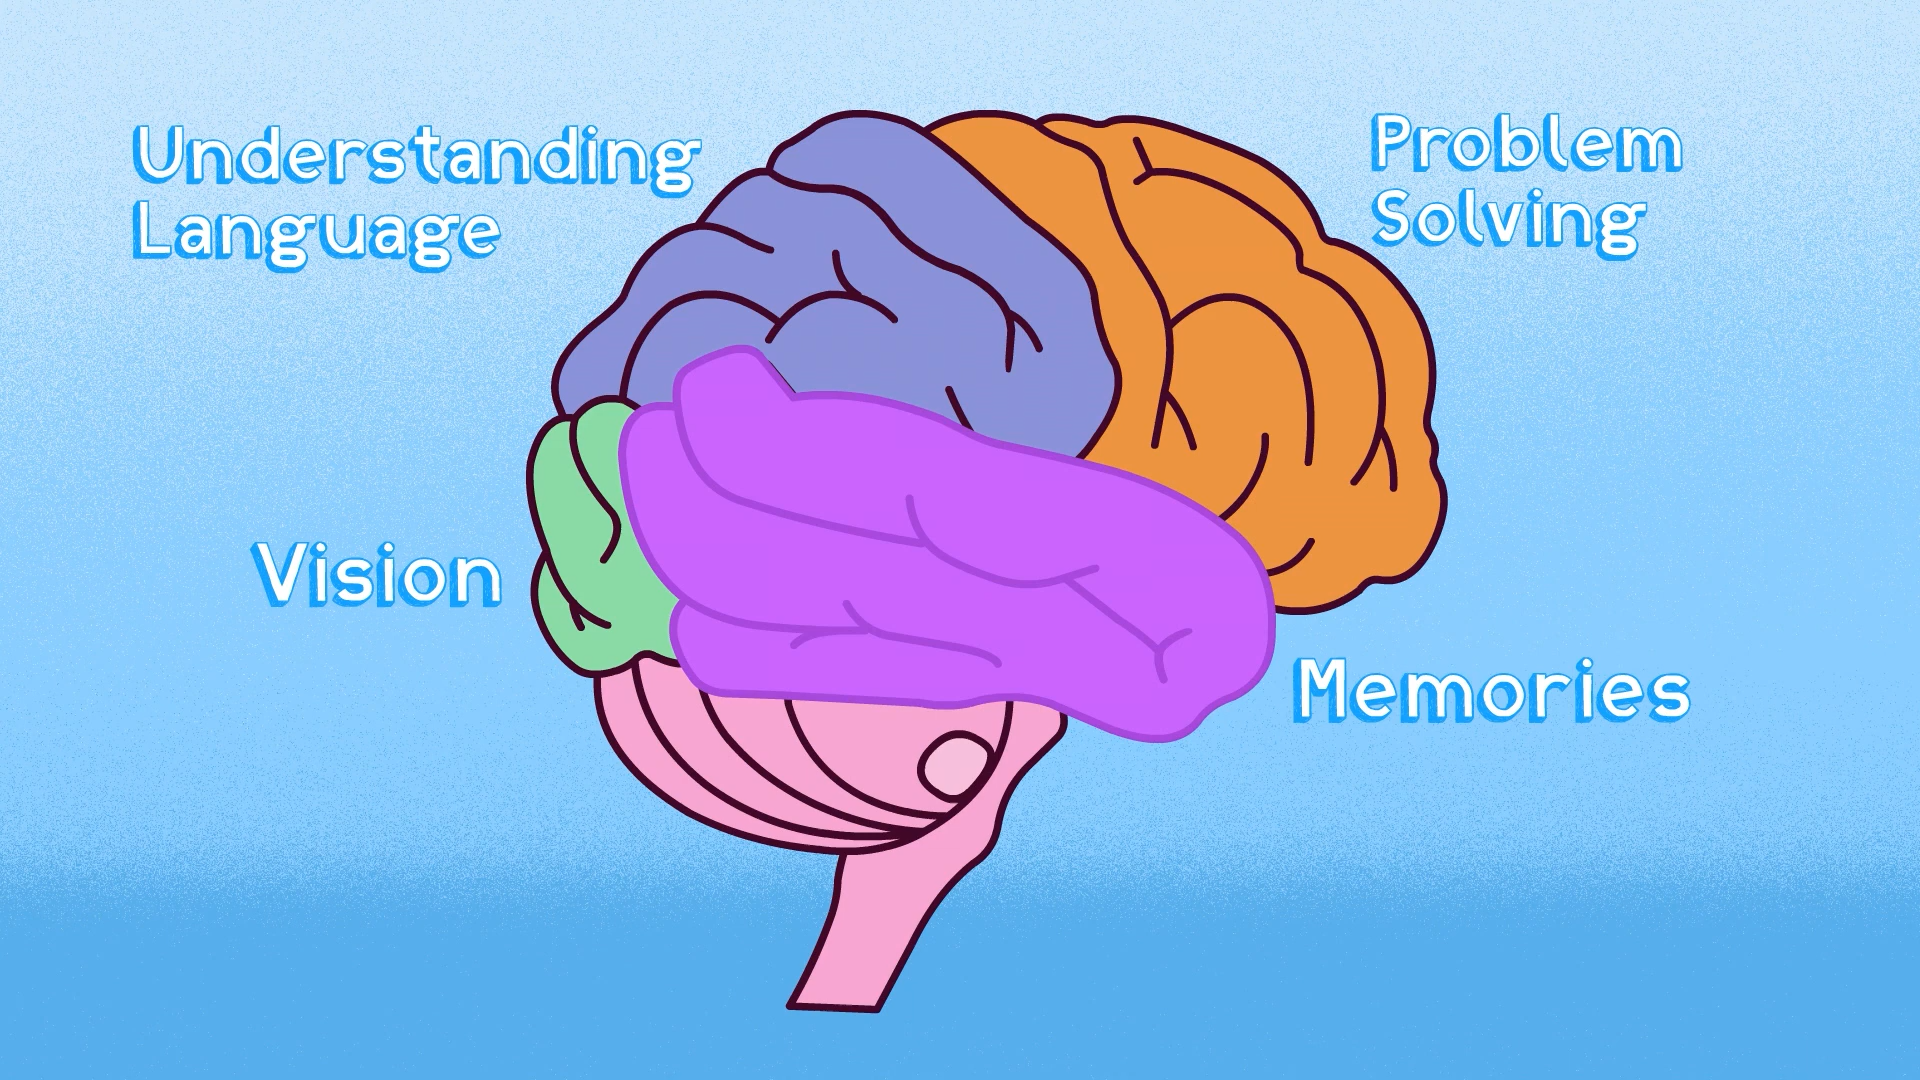 Understanding
Language
Problem
Solving
Vision
Memories